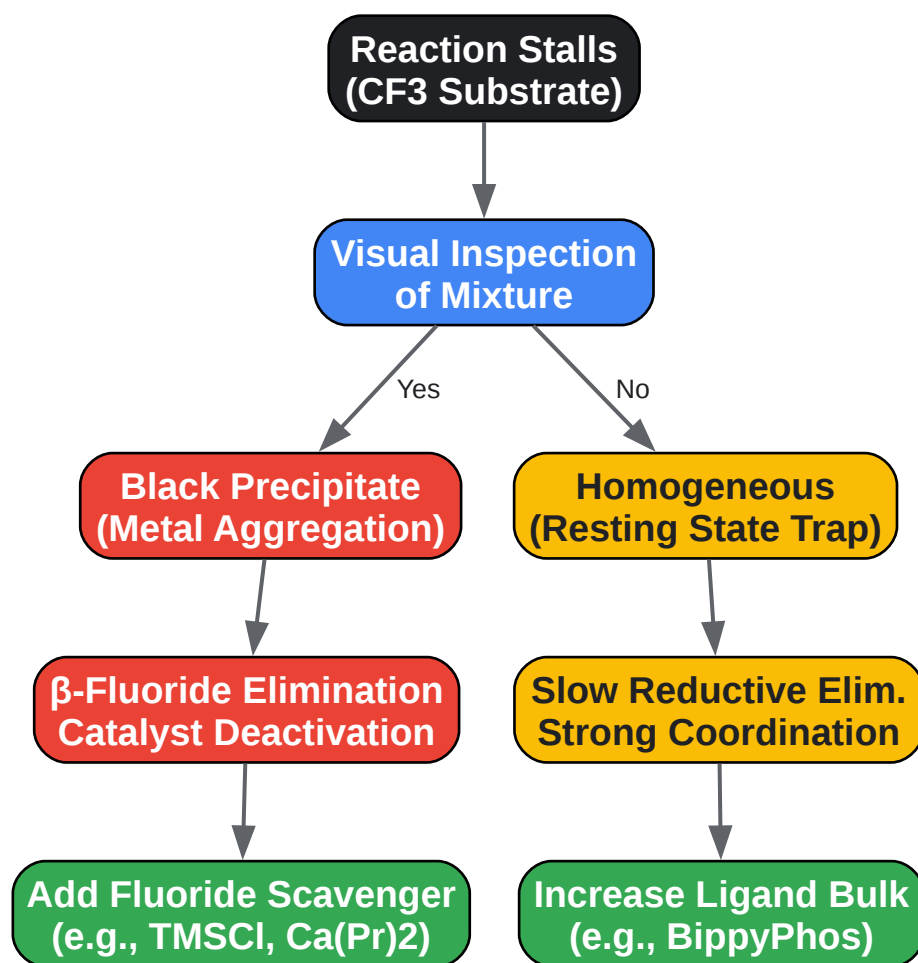 Reaction Stalls
(CF3 Substrate)
Visual Inspection
of Mixture
Yes
No
Black Precipitate
(Metal Aggregation)
Homogeneous
(Resting State Trap)
β-Fluoride Elimination
Catalyst Deactivation
Slow Reductive Elim.
Strong Coordination
Add Fluoride Scavenger
(e.g., TMSCl, Ca(Pr)2)
Increase Ligand Bulk
(e.g., BippyPhos)